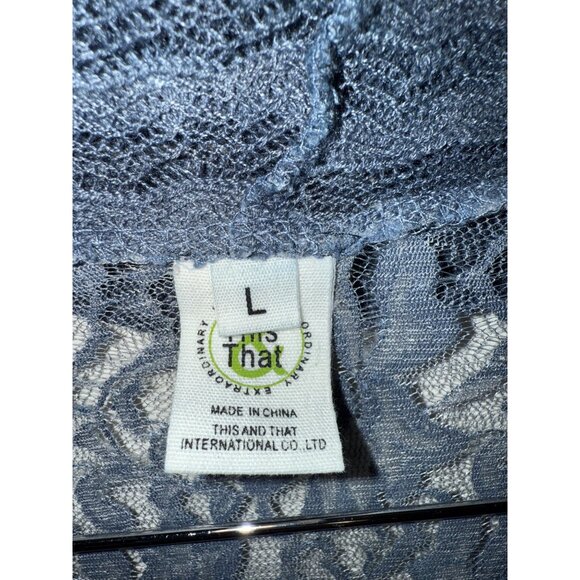 L
This
That
ORDINARY EXTRAORDINARY
MADE IN CHINA
THIS AND THAT
INTERNATIONAL CO.,LTD